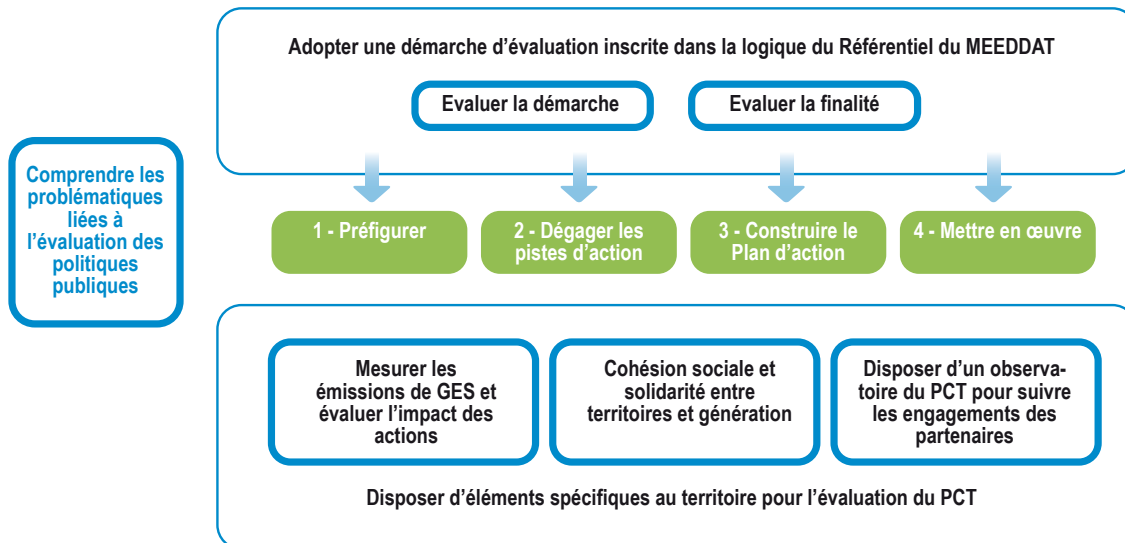 Adopter une démarche d’évaluation inscrite dans la logique du Référentiel du MEEDDAT
Evaluer la démarche
Evaluer la finalité
Comprendre les
problématiques
liées à
l’évaluation des
politiques
publiques
1 - Préfigurer
2 - Dégager les
pistes d’action
3 - Construire le
Plan d’action
4 - Mettre en œuvre
Mesurer les
émissions de GES et
évaluer l’impact des
actions
Cohésion sociale et
solidarité entre
territoires et génération
Disposer d’un observa-
toire du PCT pour suivre
les engagements des
partenaires
Disposer d’éléments spécifiques au territoire pour l’évaluation du PCT